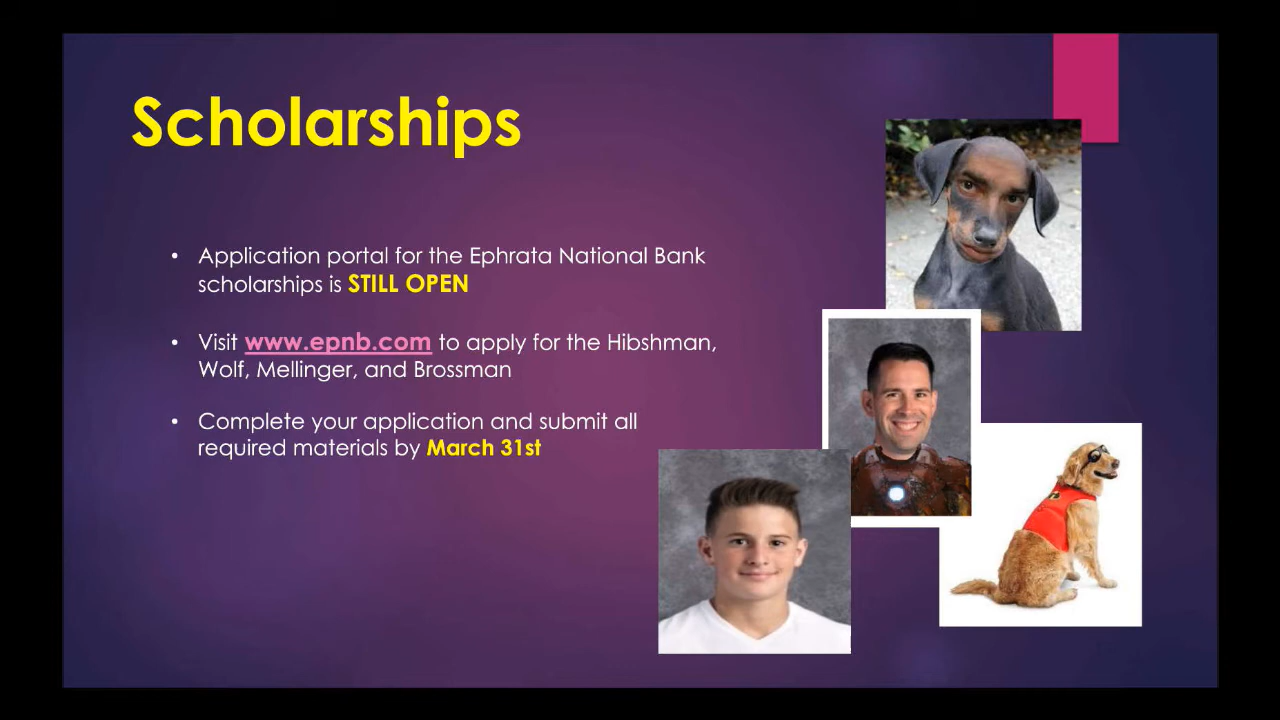 Scholarships
• Application portal for the Ephrata National Bank
scholarships is STILL OPEN
• Visit www.epnb.com to apply for the Hibshman,
Wolf, Mellinger, and Brossman
• Complete your application and submit all
required materials by March 31st